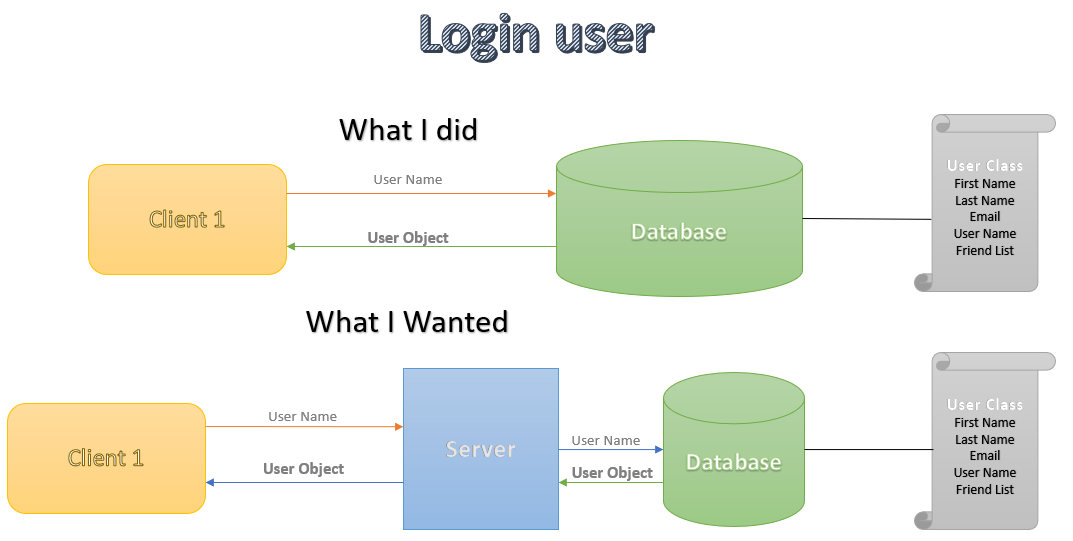 Login user
What I did
Client 1
User Name
User Object
Database
User Class
First Name
Last Name
Email
User Name
Friend List
What I Wanted
Client 1
User Name
User Object
Server
User Name
User Object
Database
User Class
First Name
Last Name
Email
User Name
Friend List